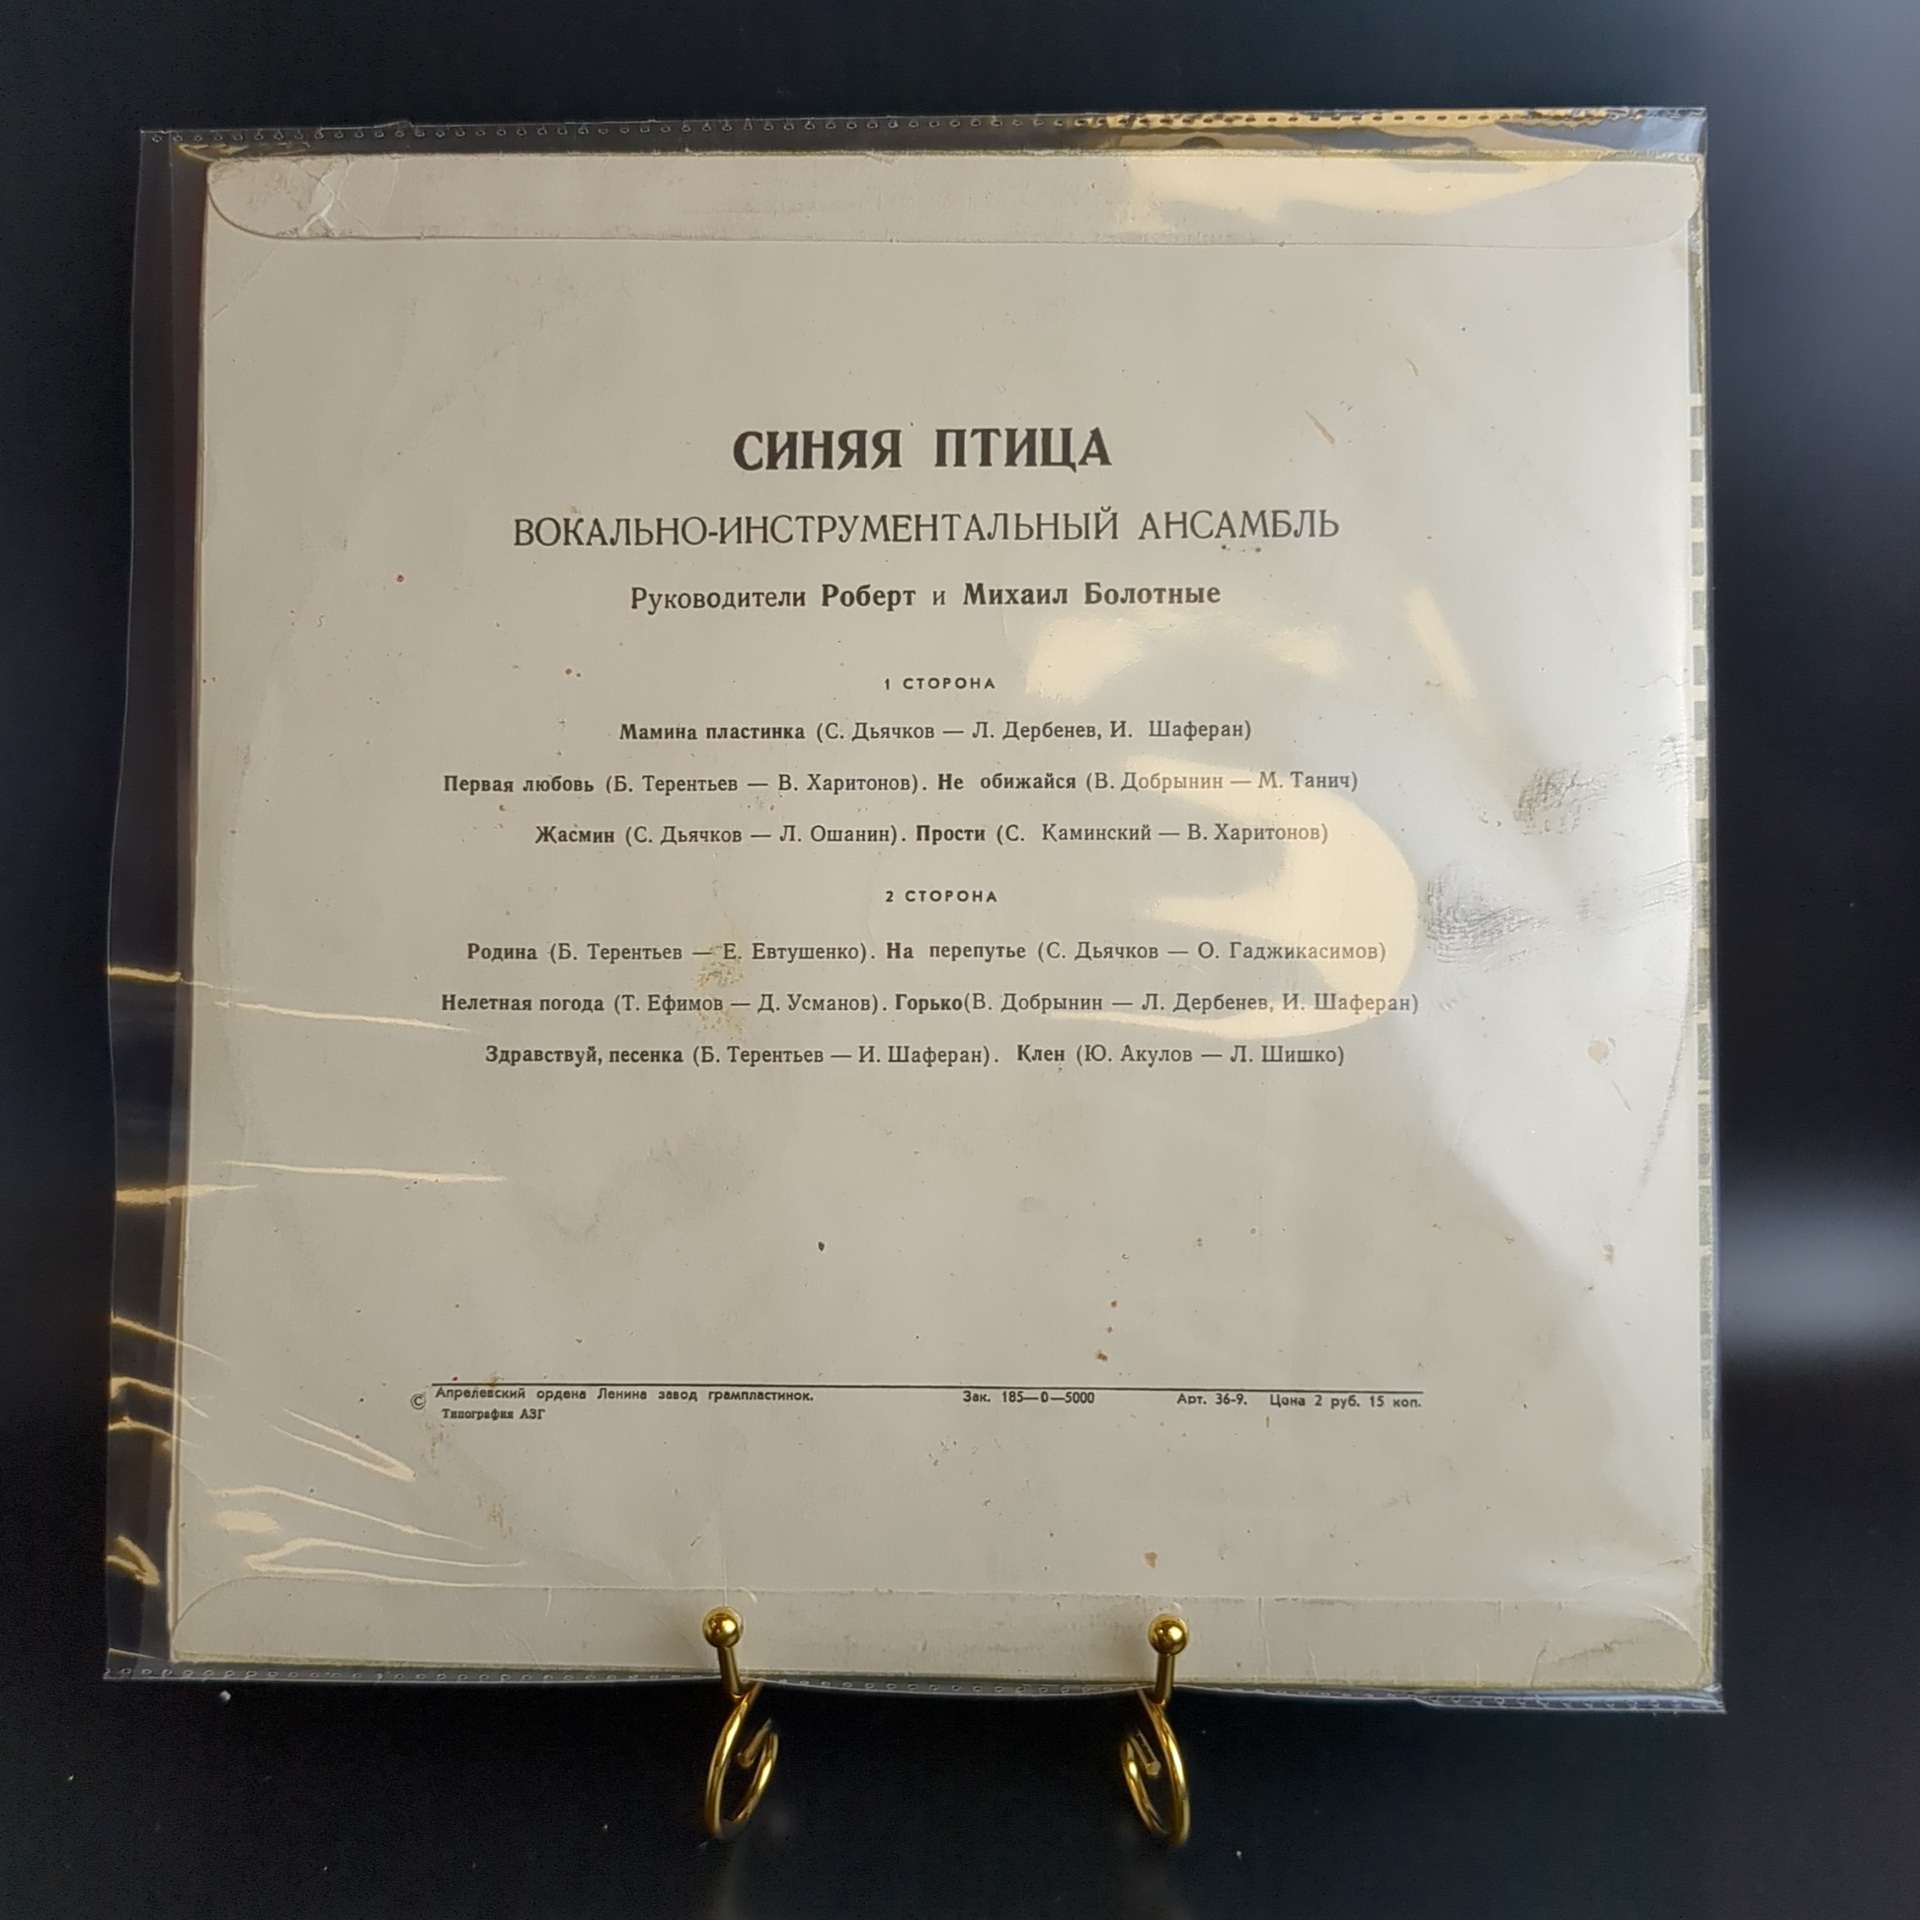 СИНЯЯ ПТИЦА
ВОКАЛЬНО-ИНСТРУМЕНТАЛЬНЫЙ АНСАМБЛЬ
Руководители Роберт и Михаил Болотные
1 СТОРОНА
Мамина пластинка (С. Дьячков — Л. Дербенев, И. Шаферан)
Первая любовь (Б. Терентьев — В. Харитонов). Не обижайся (В. Добрынин — М. Танич)
Жасмин (С. Дьячков — Л. Ошанин). Прости (С. Каминский — В. Харитонов)
2 СТОРОНА
Родина (Б. Терентьев — Е. Евтушенко). На перепутье (С. Дьячков — О. Гаджикасимов)
Нелетная погода (Т. Ефимов — Д. Усманов). Горько(В. Добрынин — Л. Дербенев, И. Шаферан)
Здравствуй, песенка (Б. Терентьев — И. Шаферан). Клен (Ю. Акулов — Л. Шишко)
© Апрелевский ордена Ленина завод грампластинок. Зак. 185—0—5000 Арт. 36-9. Цена 2 руб. 15 коп.
Типография АЗГ